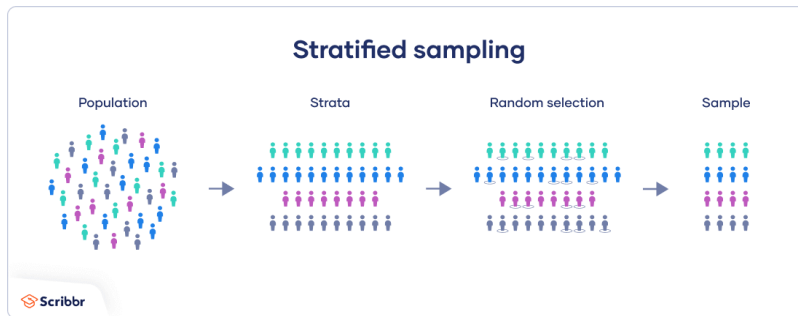 Stratified sampling
Population
Strata
Random selection
Sample
Scribbr